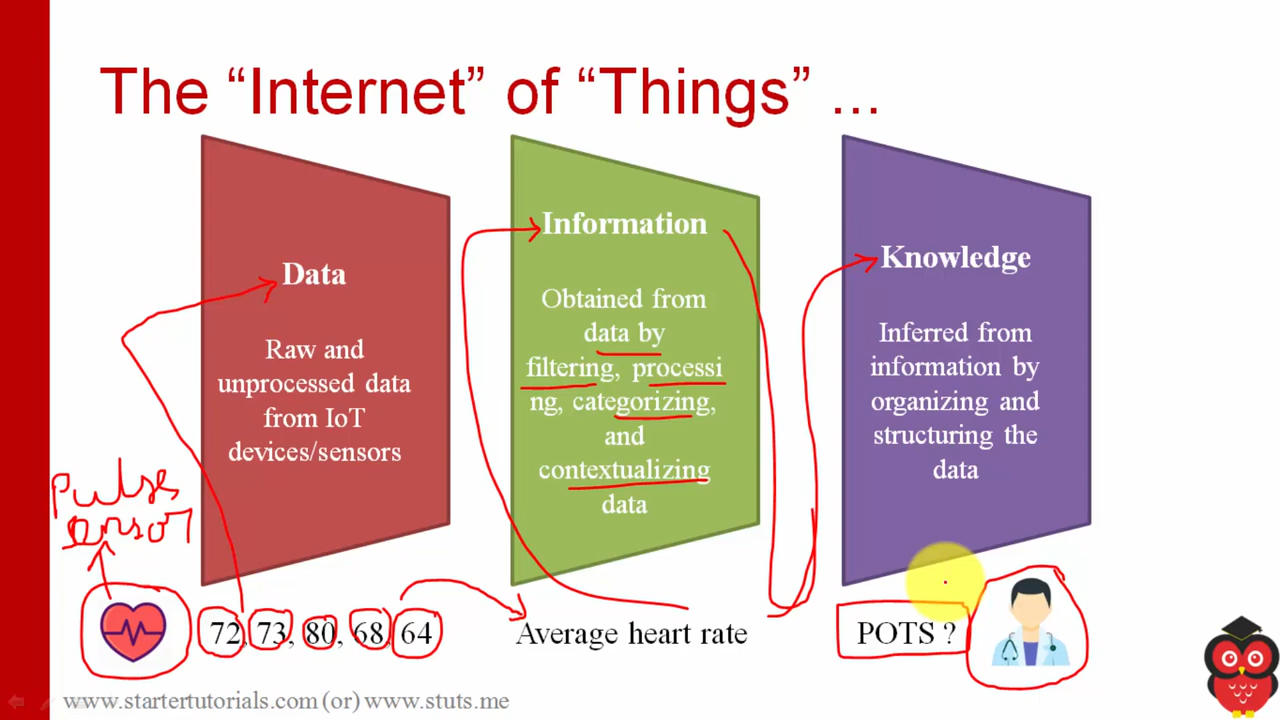 The “Internet” of “Things” ...
Data
Raw and
unprocessed data
from IoT
devices/sensors
Information
Obtained from
data by
filtering, processi
ng, categorizing,
and
contextualizing
data
Knowledge
Inferred from
information by
organizing and
structuring the
data
Pulse
sensor
72, 73, 80, 68, 64
Average heart rate
POTS ?
www.startertutorials.com (or) www.stuts.me